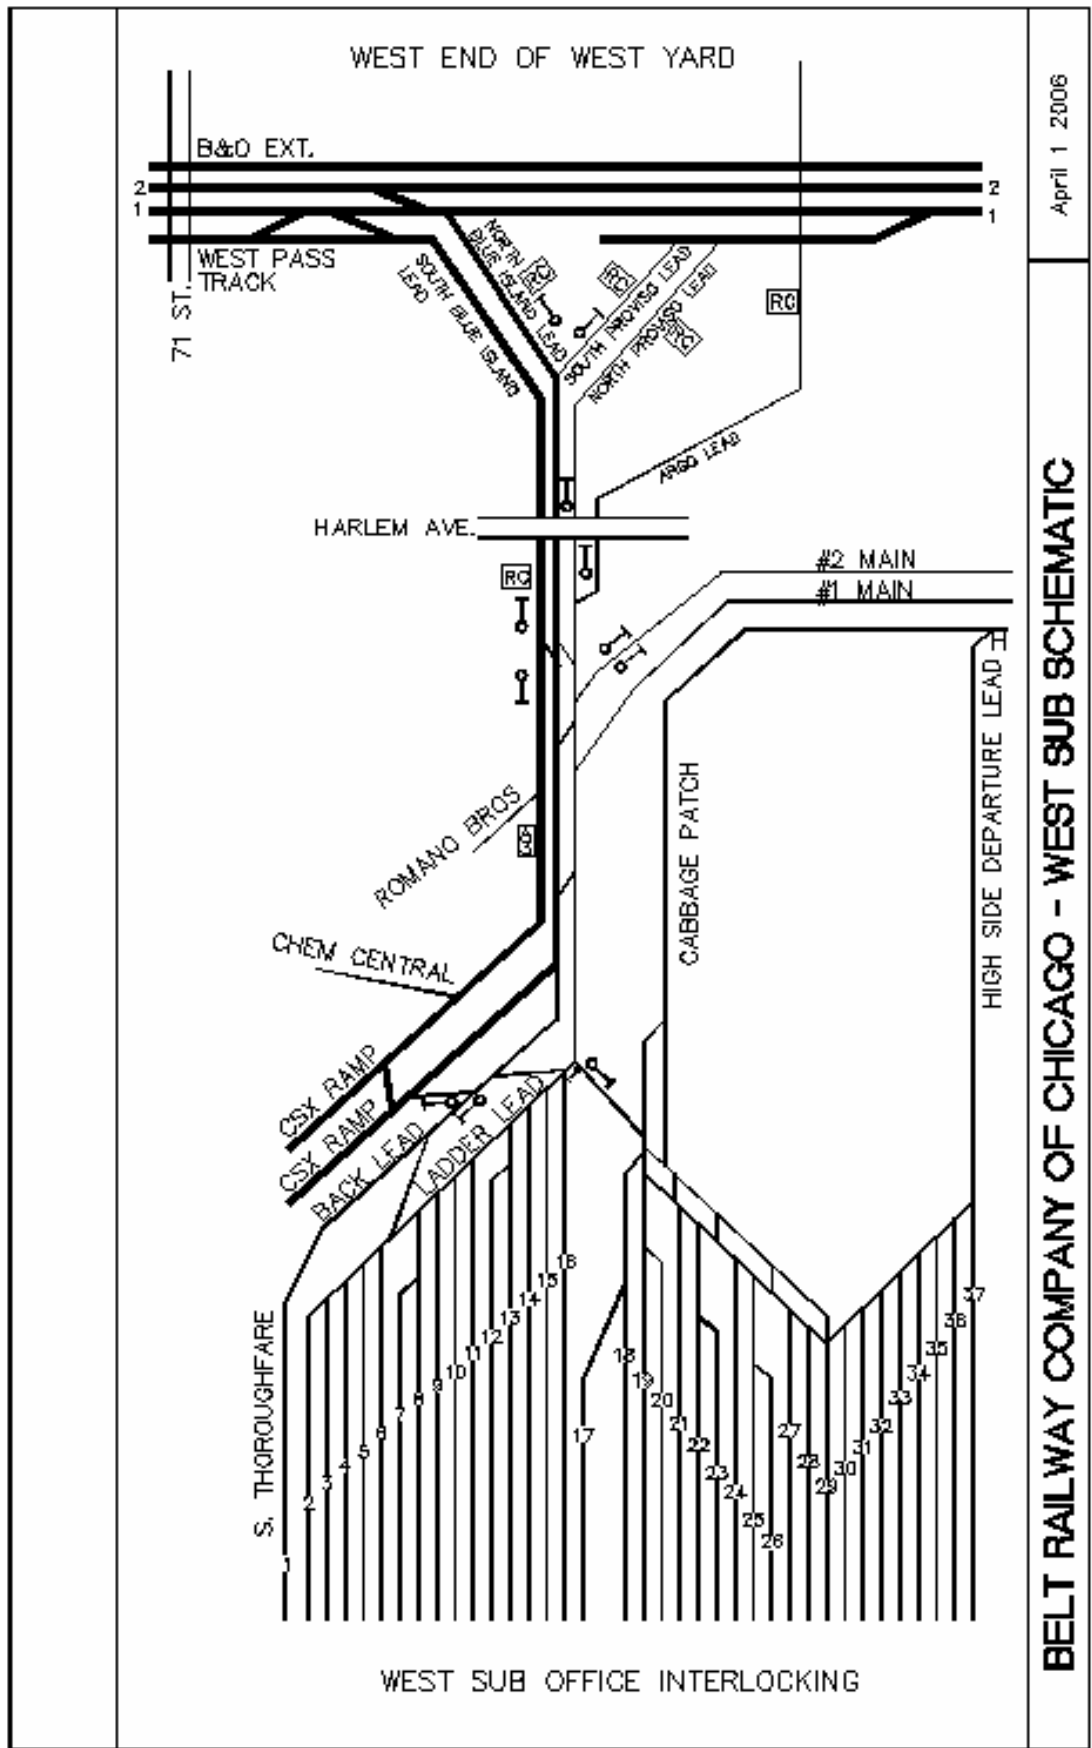 WEST END OF WEST YARD
B&O EXT.
2
1
2
1
WEST PASS
TRACK
71 ST.
NORTH
BLUE ISLAND LEAD
SOUTH BLUE ISLAND
LEAD
RC
RC
SOUTH PROVISO LEAD
NORTH PROVISO LEAD
RC
RC
ARGO LEAD
HARLEM AVE.
RC
#2 MAIN
#1 MAIN
ROMANO BROS
CABBAGE PATCH
HIGH SIDE DEPARTURE LEAD
CHEM CENTRAL
CSX RAMP
CSX RAMP
BACK LEAD
LADDER LEAD
S. THOROUGHFARE
1
2
3
4
5
6
7
8
9
10
11
12
13
14
15
16
17
18
19
20
21
22
23
24
25
26
27
28
29
30
31
32
33
34
35
36
37
WEST SUB OFFICE INTERLOCKING
BELT RAILWAY COMPANY OF CHICAGO - WEST SUB SCHEMATIC
April 1 2006